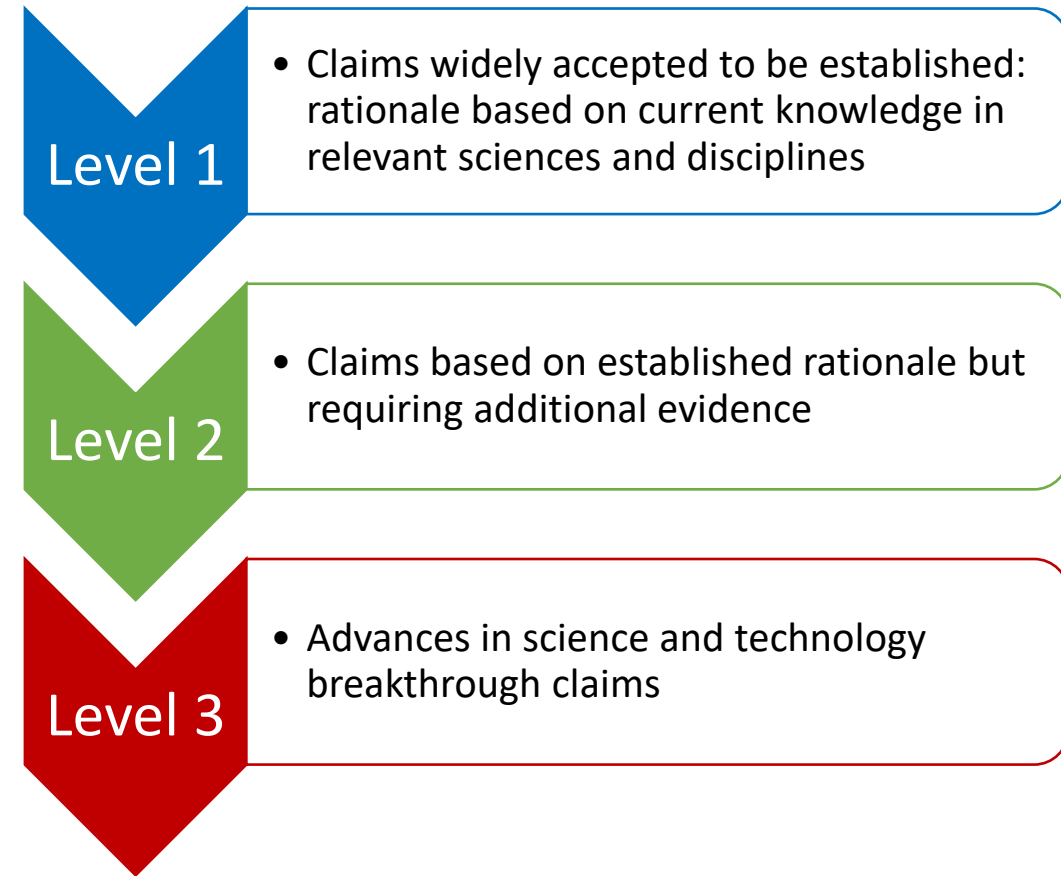 Level 1
• Claims widely accepted to be established:
rationale based on current knowledge in
relevant sciences and disciplines
Level 2
• Claims based on established rationale but
requiring additional evidence
Level 3
• Advances in science and technology
breakthrough claims